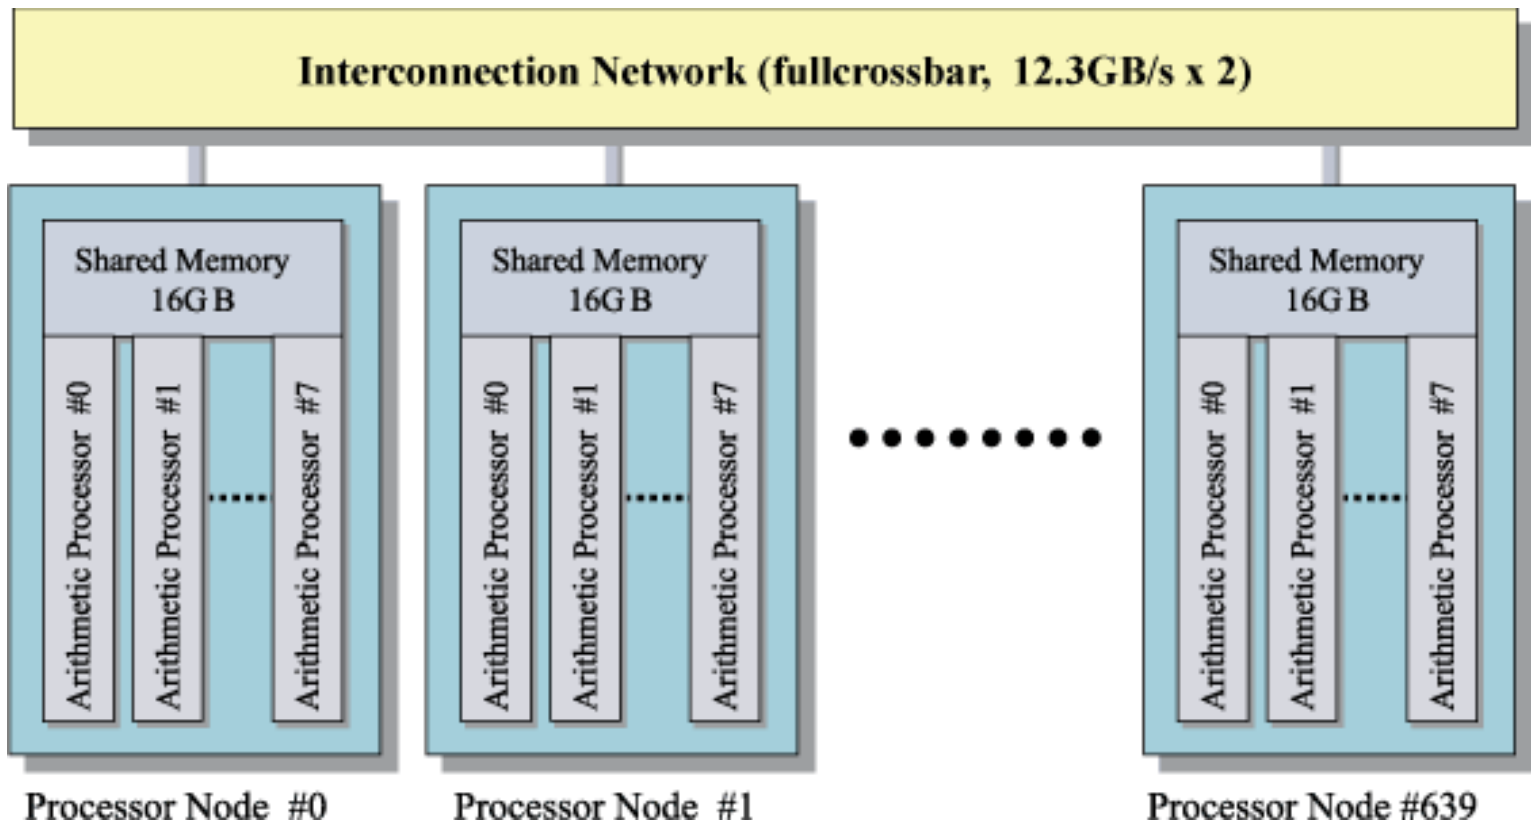 Interconnection Network (fullcrossbar, 12.3GB/s x 2)
Shared Memory
16GB
Arithmetic Processor #0
Arithmetic Processor #1
Arithmetic Processor #7
Processor Node #0
Shared Memory
16GB
Arithmetic Processor #0
Arithmetic Processor #1
Arithmetic Processor #7
Processor Node #1
Shared Memory
16GB
Arithmetic Processor #0
Arithmetic Processor #1
Arithmetic Processor #7
Processor Node #639